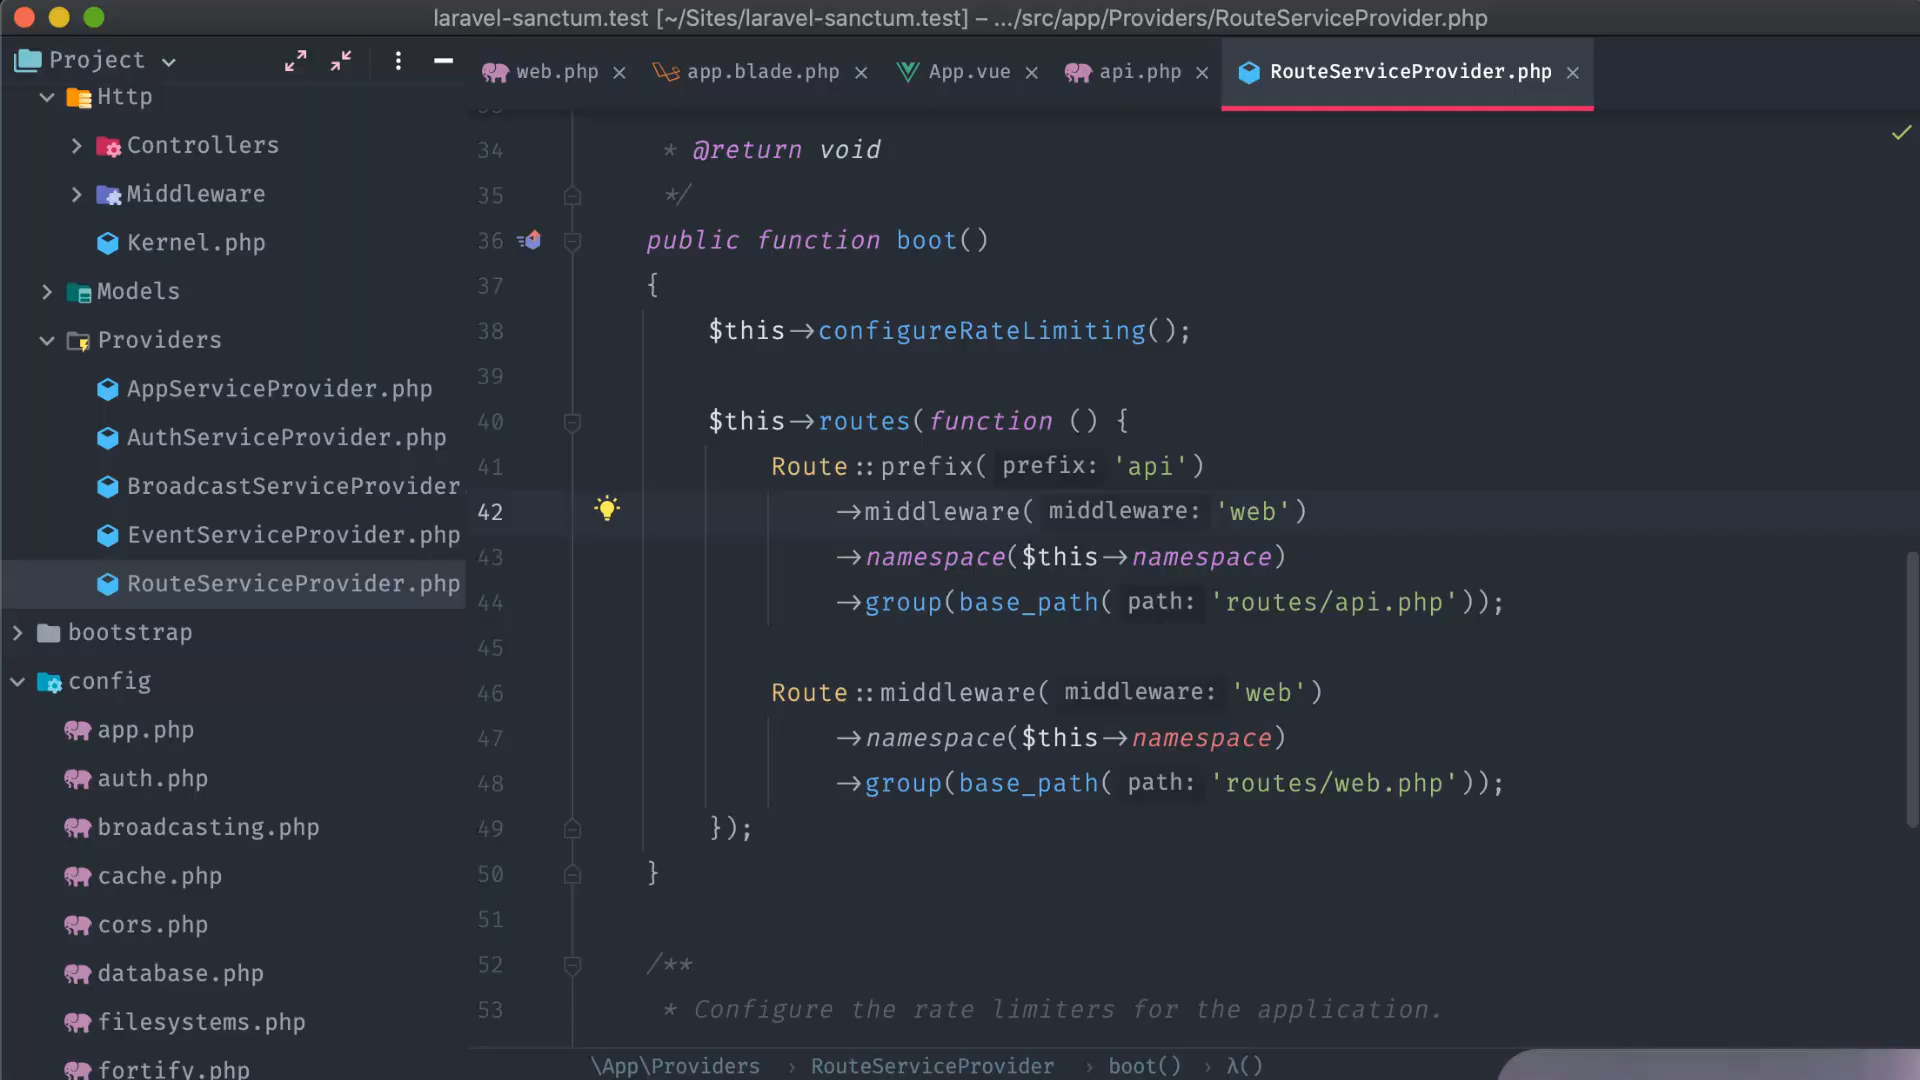 laravel-sanctum.test [~/Sites/laravel-sanctum.test] – .../src/app/Providers/RouteServiceProvider.php
Project
web.php
app.blade.php
App.vue
api.php
RouteServiceProvider.php
Http
Controllers
Middleware
Kernel.php
Models
Providers
AppServiceProvider.php
AuthServiceProvider.php
BroadcastServiceProvider.
EventServiceProvider.php
RouteServiceProvider.php
bootstrap
config
app.php
auth.php
broadcasting.php
cache.php
cors.php
database.php
filesystems.php
fortify.php
34 * @return void
35 */
36 public function boot()
37 {
38 $this->configureRateLimiting();
39
40 $this->routes(function () {
41 Route::prefix( prefix: 'api')
42 ->middleware( middleware: 'web')
43 ->namespace($this->namespace)
44 ->group(base_path( path: 'routes/api.php'));
45
46 Route::middleware( middleware: 'web')
47 ->namespace($this->namespace)
48 ->group(base_path( path: 'routes/web.php'));
49 });
50 }
51
52 /**
53 * Configure the rate limiters for the application.
\App\Providers › RouteServiceProvider › boot() › λ()